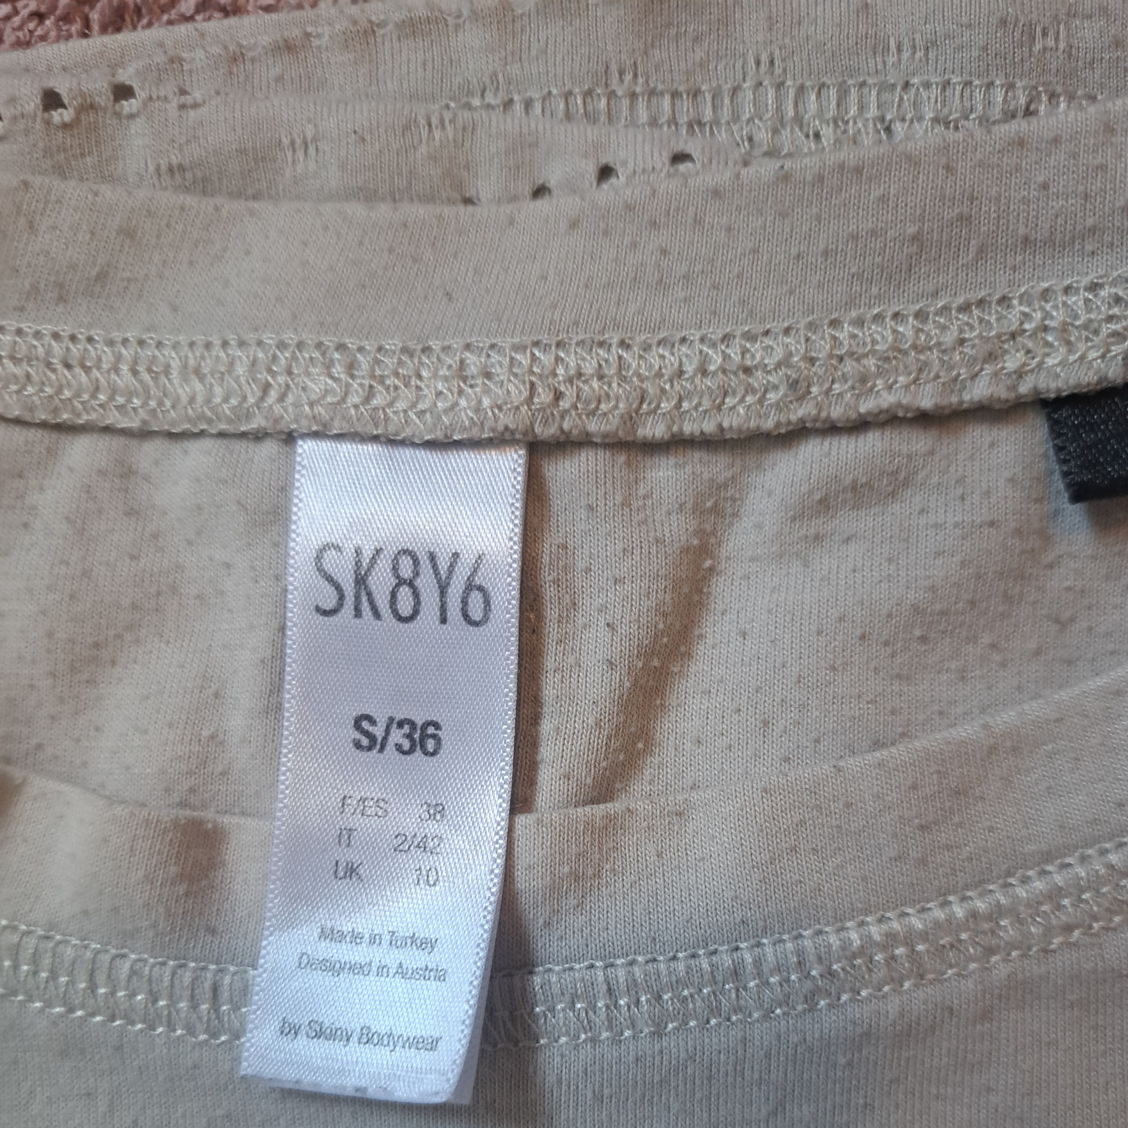 SK8Y6
S/36
F/ES 38
IT 2/42
UK 10
Made in Turkey
Designed in Austria
by Skiny Bodywear